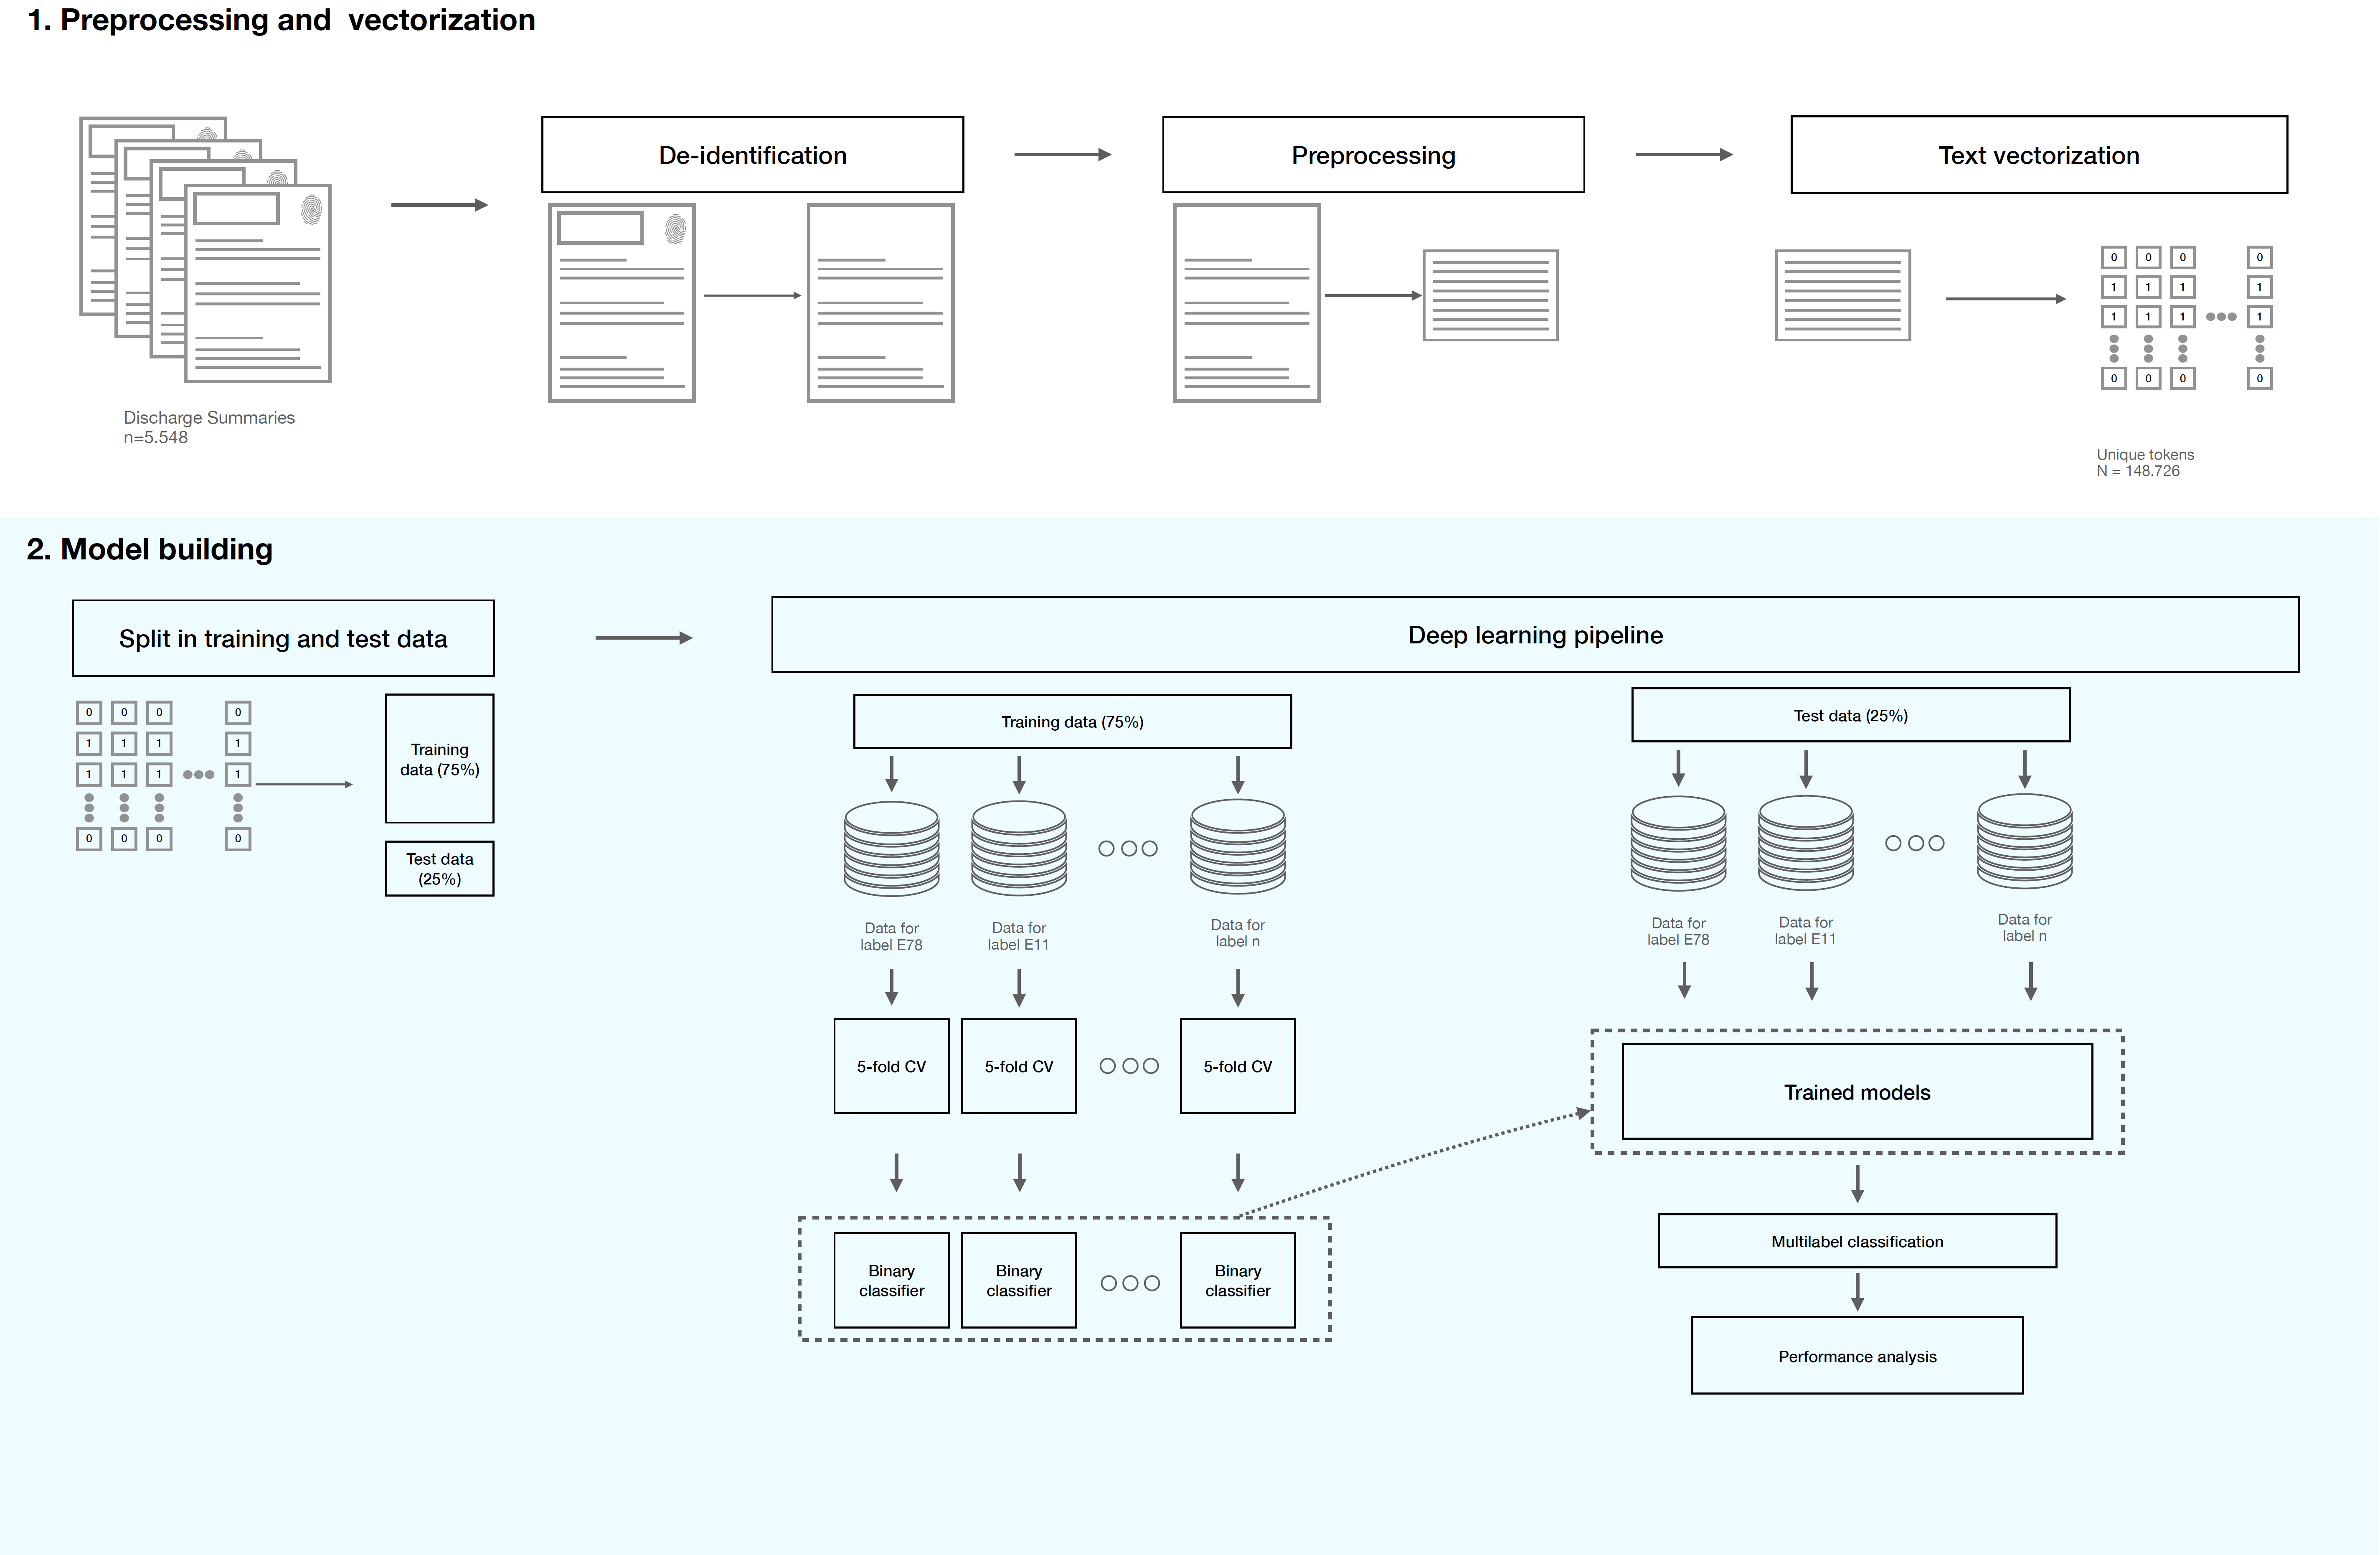 1. Preprocessing and  vectorization
De-identification
Preprocessing
Text vectorization
0 0 0 0
1 1 1 1
1 1 1 1
0 0 0 0
Discharge Summaries
n=5.548
Unique tokens
N = 148.726
2. Model building
Split in training and test data
Deep learning pipeline
0 0 0 0
1 1 1 1
1 1 1 1
0 0 0 0
Training
data (75%)
Test data
(25%)
Training data (75%)
Data for
label E78
Data for
label E11
Data for
label n
5-fold CV
5-fold CV
5-fold CV
Binary
classifier
Binary
classifier
Binary
classifier
Test data (25%)
Data for
label E78
Data for
label E11
Data for
label n
Trained models
Multilabel classification
Performance analysis